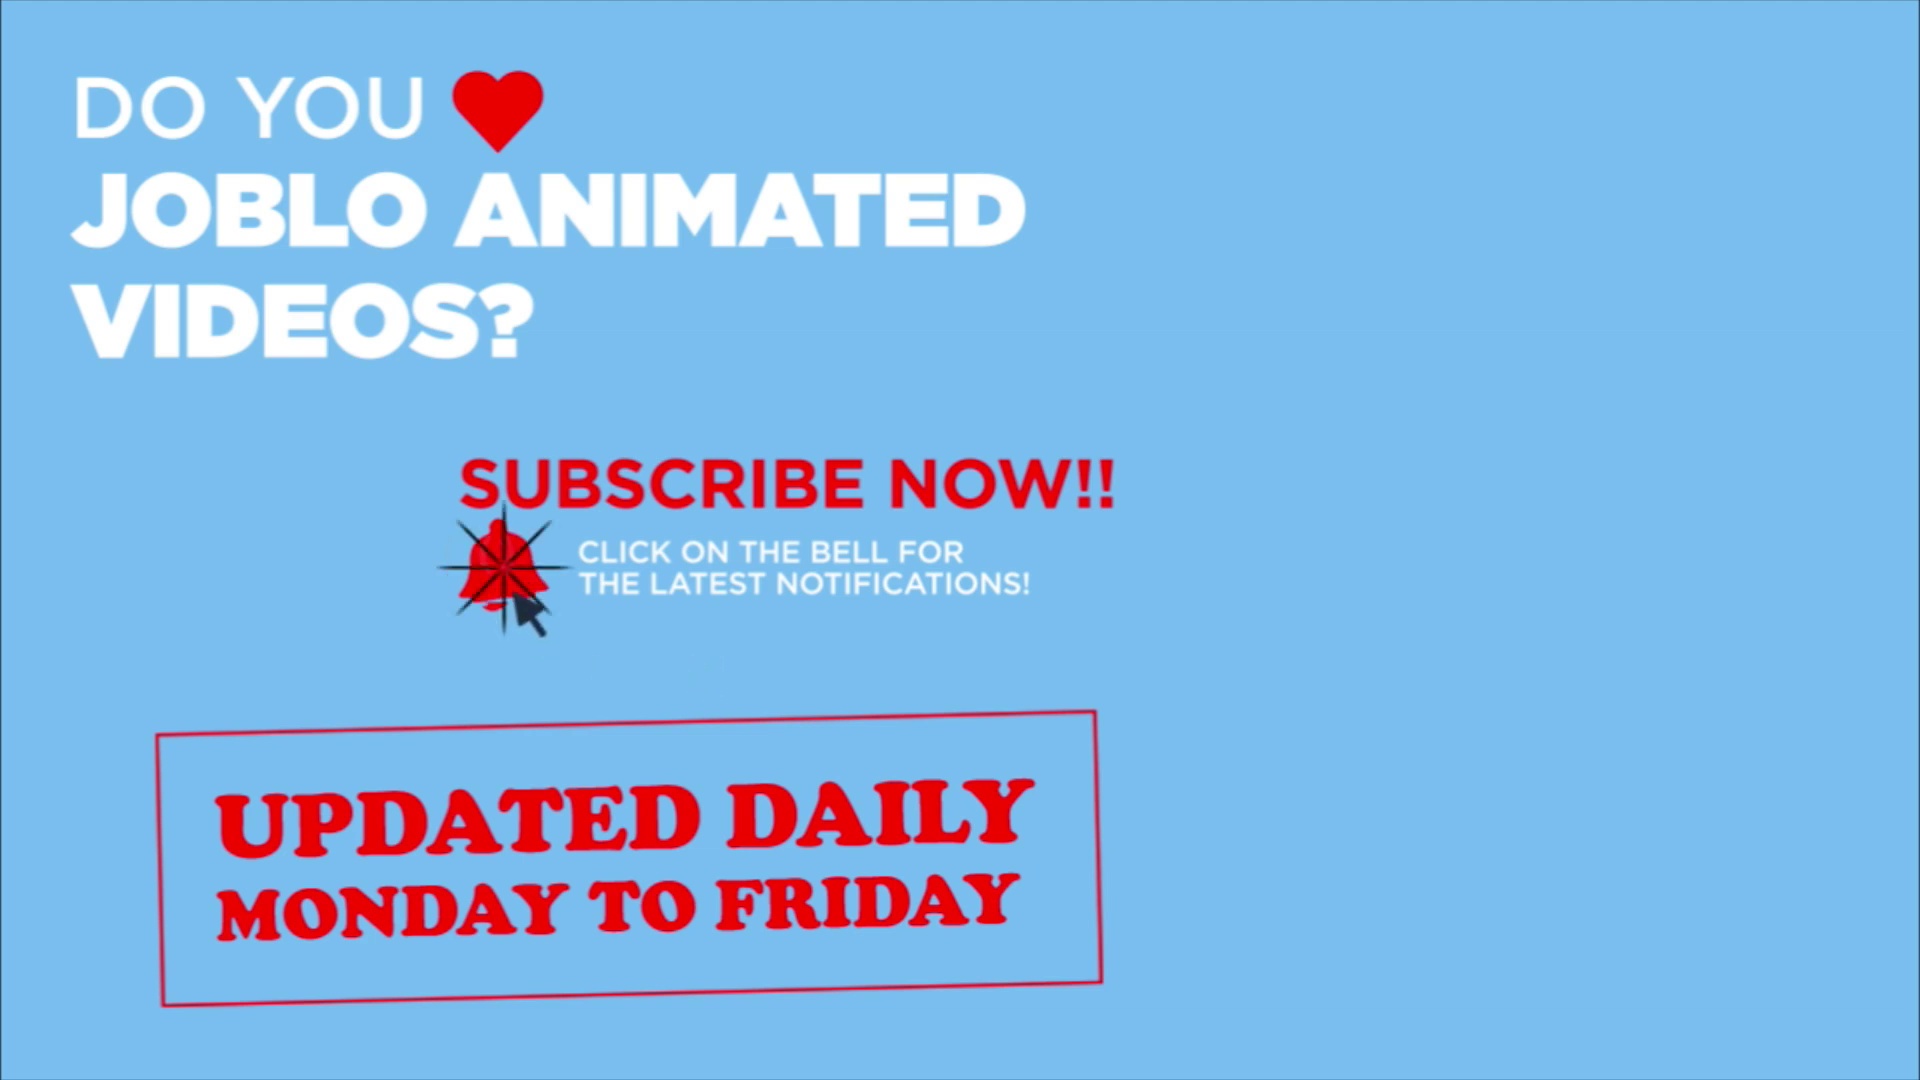 DO YOU
JOBLO ANIMATED
VIDEOS?
SUBSCRIBE NOW!!
CLICK ON THE BELL FOR
THE LATEST NOTIFICATIONS!
UPDATED DAILY
MONDAY TO FRIDAY